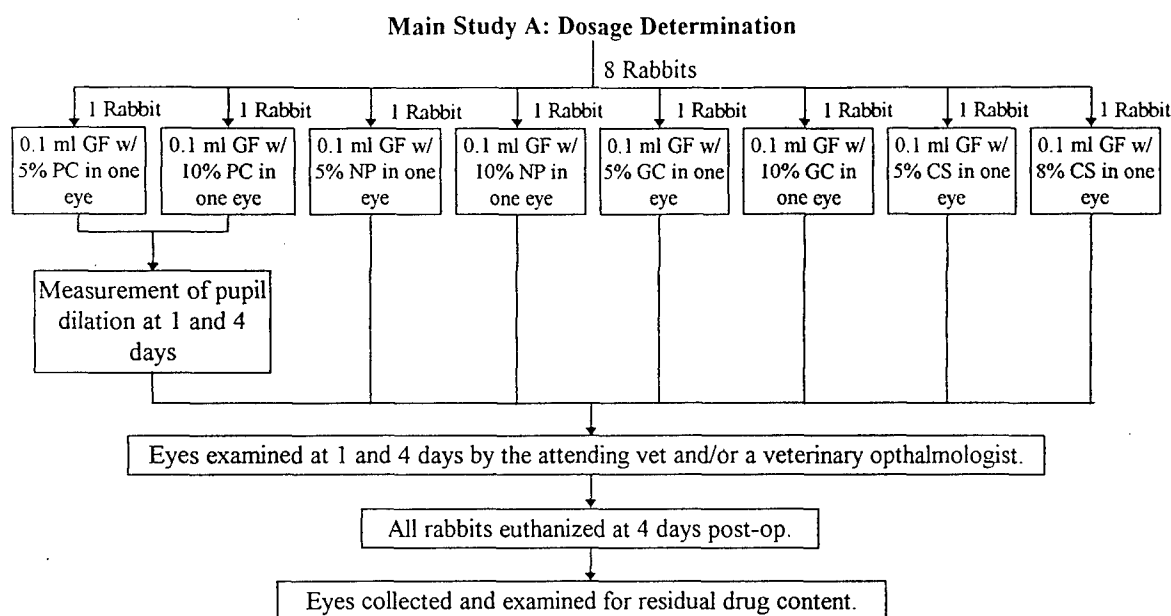 Main Study A: Dosage Determination
8 Rabbits
1 Rabbit
1 Rabbit
1 Rabbit
1 Rabbit
1 Rabbit
1 Rabbit
1 Rabbit
1 Rabbit
0.1 ml GF w/
5% PC in one
eye
0.1 ml GF w/
10% PC in
one eye
0.1 ml GF w/
5% NP in one
eye
0.1 ml GF w/
10% NP in
one eye
0.1 ml GF w/
5% GC in one
eye
0.1 ml GF w/
10% GC in
one eye
0.1 ml GF w/
5% CS in one
eye
0.1 ml GF w/
8% CS in one
eye
Measurement of pupil
dilation at 1 and 4
days
Eyes examined at 1 and 4 days by the attending vet and/or a veterinary opthalmologist.
All rabbits euthanized at 4 days post-op.
Eyes collected and examined for residual drug content.